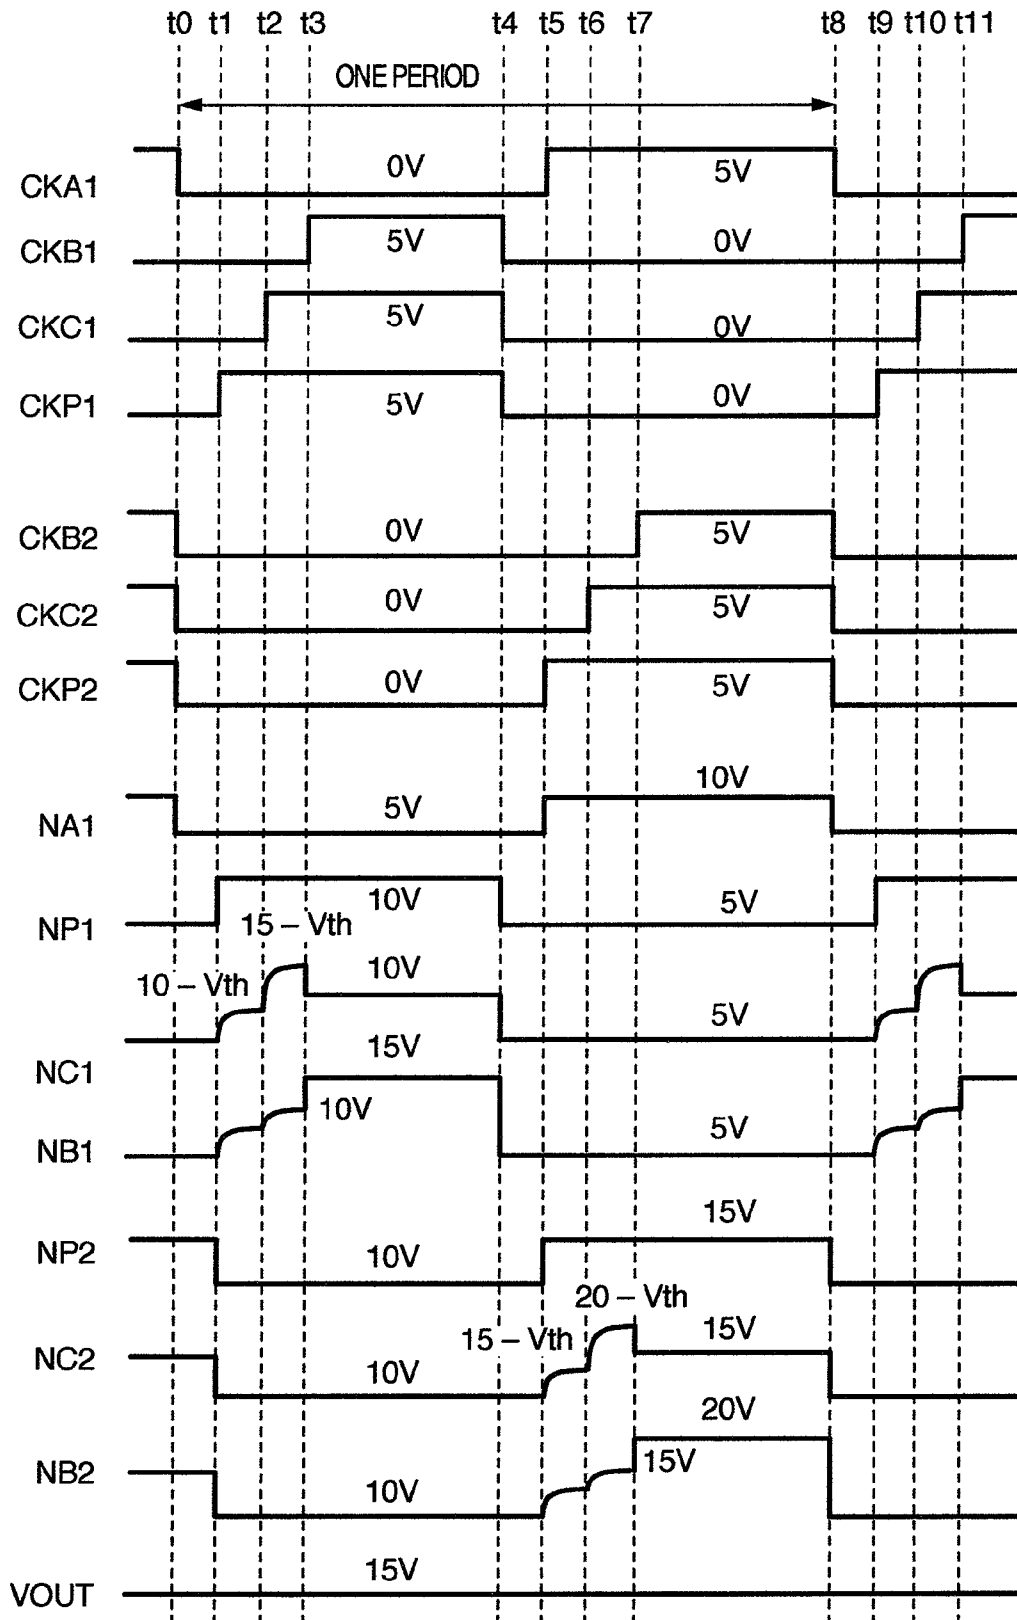 t0 t1 t2 t3 t4 t5 t6 t7 t8 t9 t10 t11
ONE PERIOD
CKA1 0V 5V
CKB1 5V 0V
CKC1 5V 0V
CKP1 5V 0V
CKB2 0V 5V
CKC2 0V 5V
CKP2 0V 5V
10V
NA1 5V
NP1 10V 5V
15 – Vth
10 – Vth 10V
5V
15V
NC1
10V
NB1 5V
15V
NP2 10V
20 – Vth
15 – Vth 15V
NC2 10V
20V
NB2 15V
10V
15V
VOUT